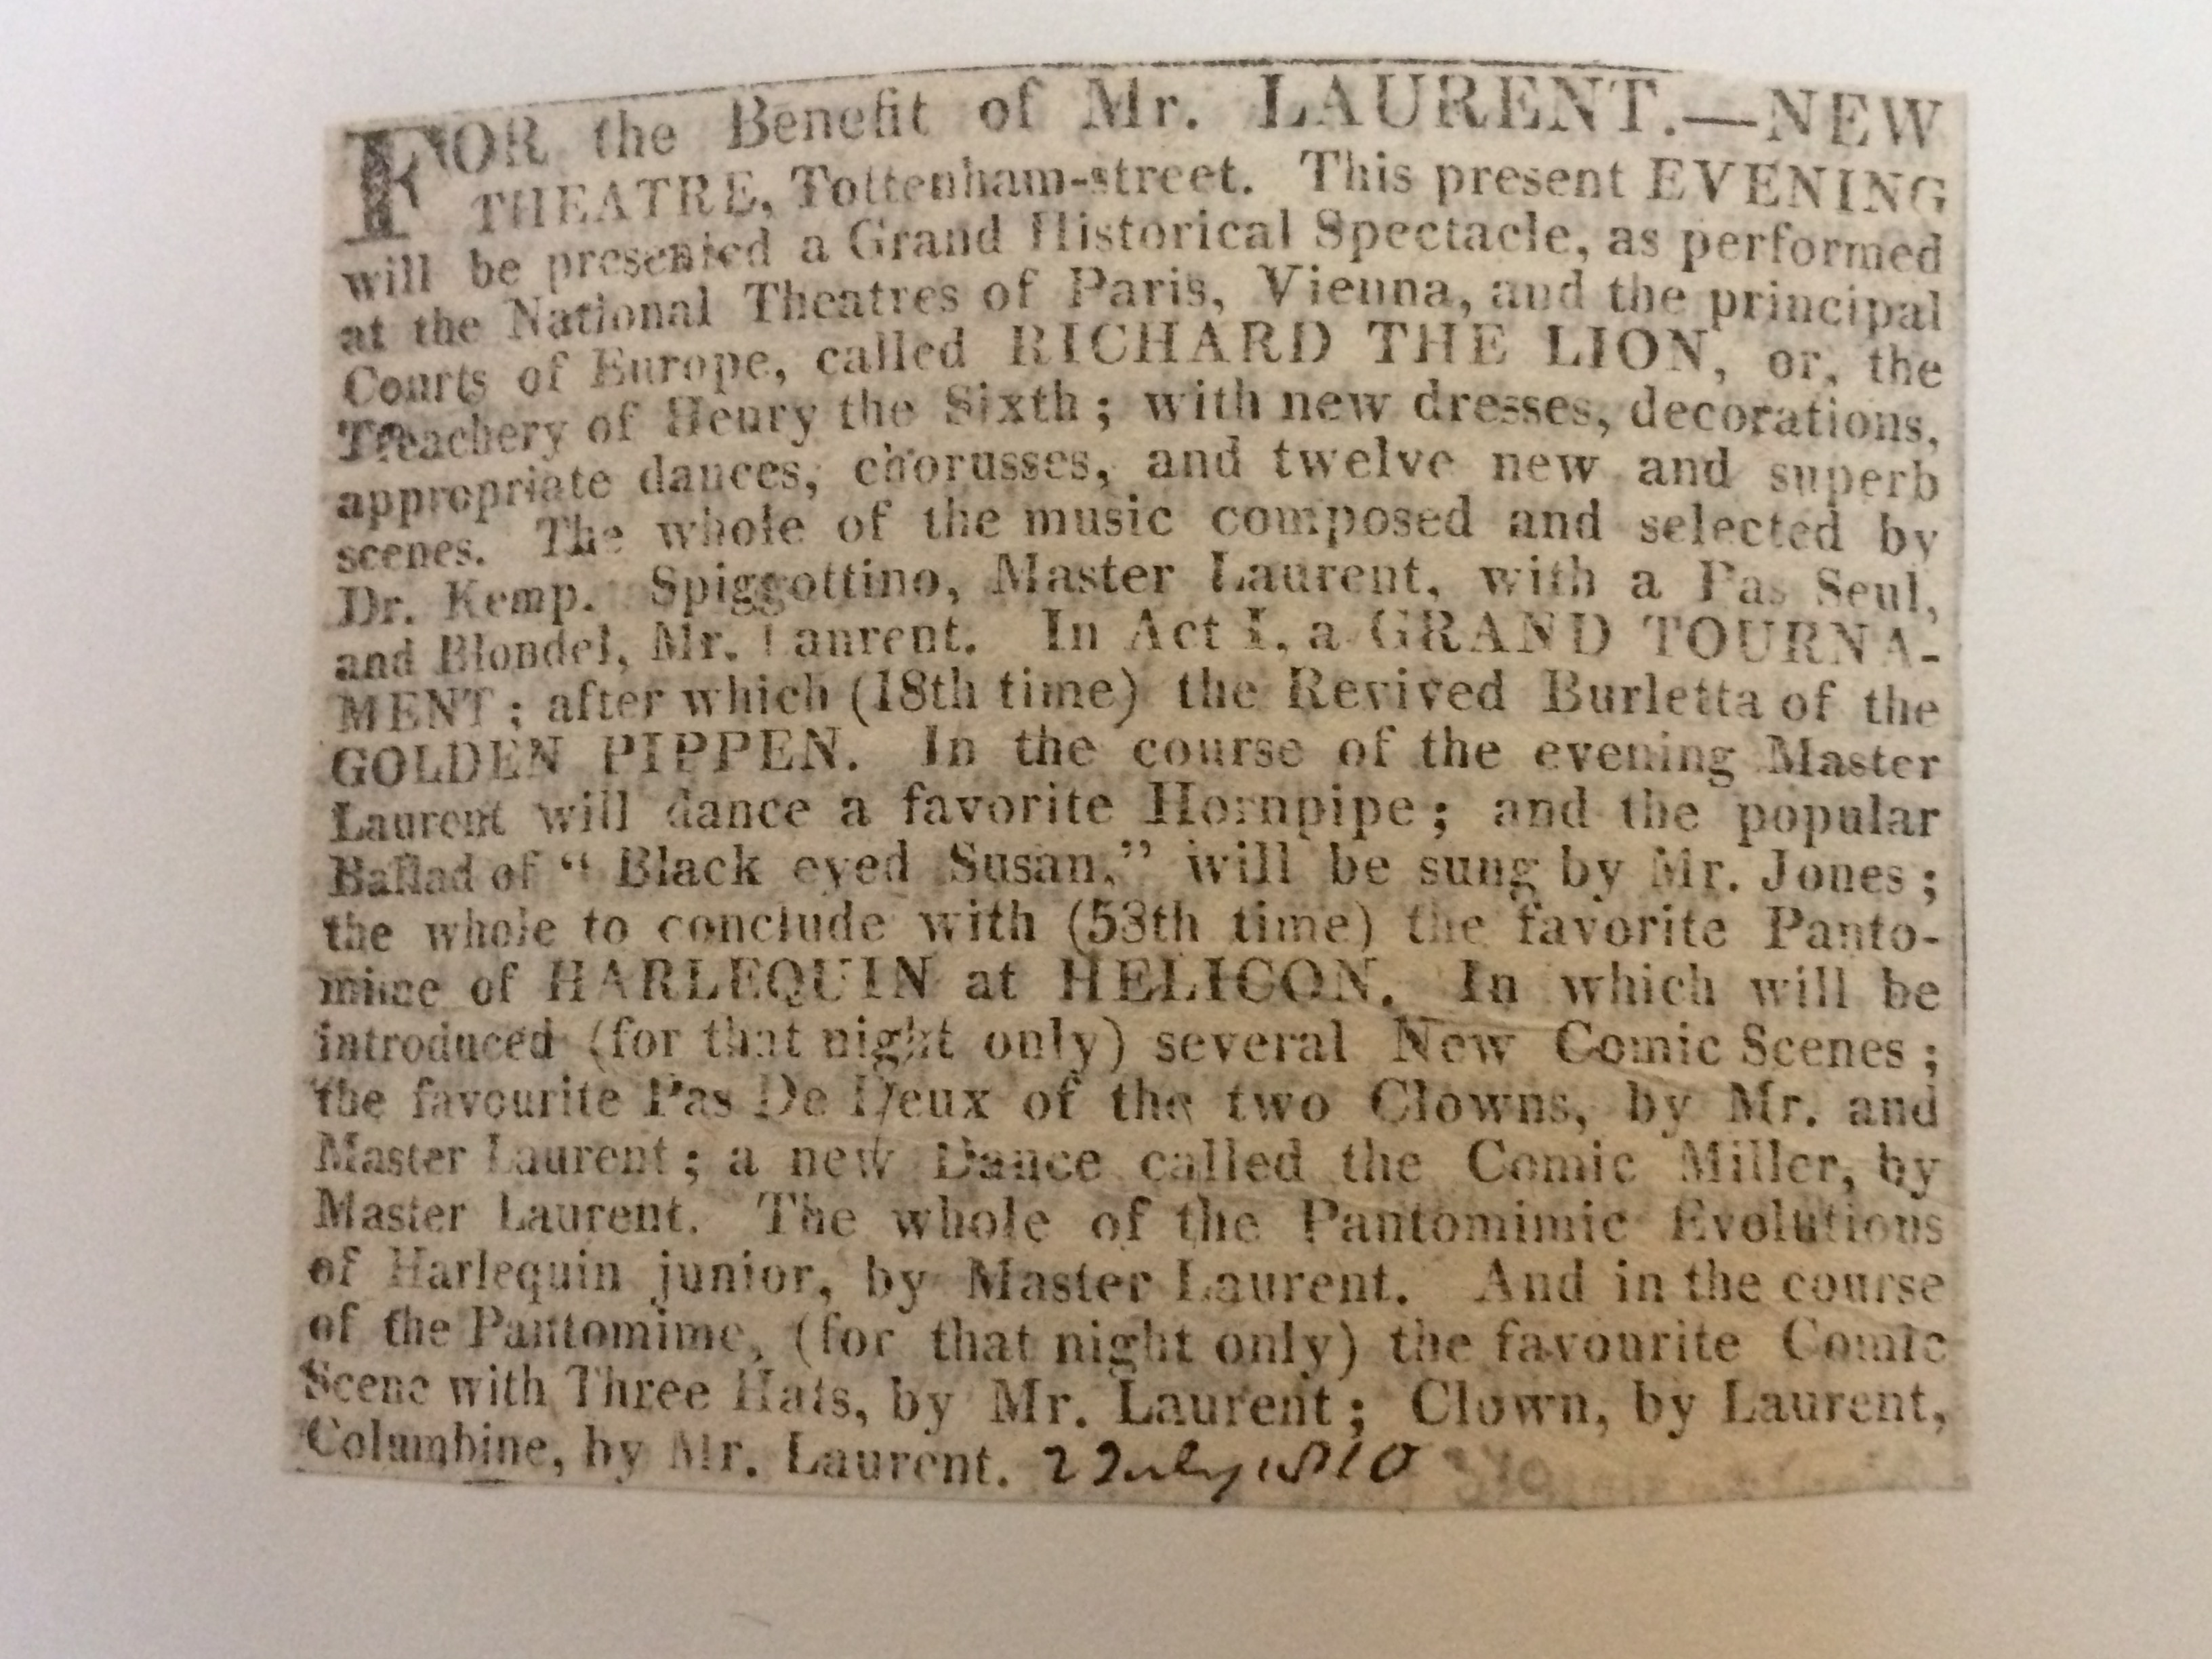 FOR the Benefit of Mr. LAURENT.—NEW
THEATRE, Tottenham-street. This present EVENING
will be presented a Grand Historical Spectacle, as performed
at the National Theatres of Paris, Vienna, and the principal
Courts of Europe, called RICHARD THE LION, or, the
Treachery of Henry the Sixth; with new dresses, decorations,
appropriate dances, chorusses, and twelve new and superb
scenes. The whole of the music composed and selected by
Dr. Kemp. Spiggottino, Master Laurent, with a Pas Seul,
and Blondel, Mr. Laurent. In Act I, a GRAND TOURNA-
MENT; after which (18th time) the Revived Burletta of the
GOLDEN PIPPEN. In the course of the evening Master
Laurent will dance a favorite Hornpipe; and the popular
Ballad of “Black eyed Susan,” will be sung by Mr. Jones;
the whole to conclude with (53th time) the favorite Panto-
mime of HARLEQUIN at HELICON. In which will be
introduced (for that night only) several New Comic Scenes;
the favourite Pas De Deux of the two Clowns, by Mr. and
Master Laurent; a new Dance called the Comic Miller, by
Master Laurent. The whole of the Pantomimic Evolutions
of Harlequin junior, by Master Laurent. And in the course
of the Pantomime, (for that night only) the favourite Comic
Scene with Three Hats, by Mr. Laurent; Clown, by Laurent,
Columbine, by Mr. Laurent. 2 July 1810